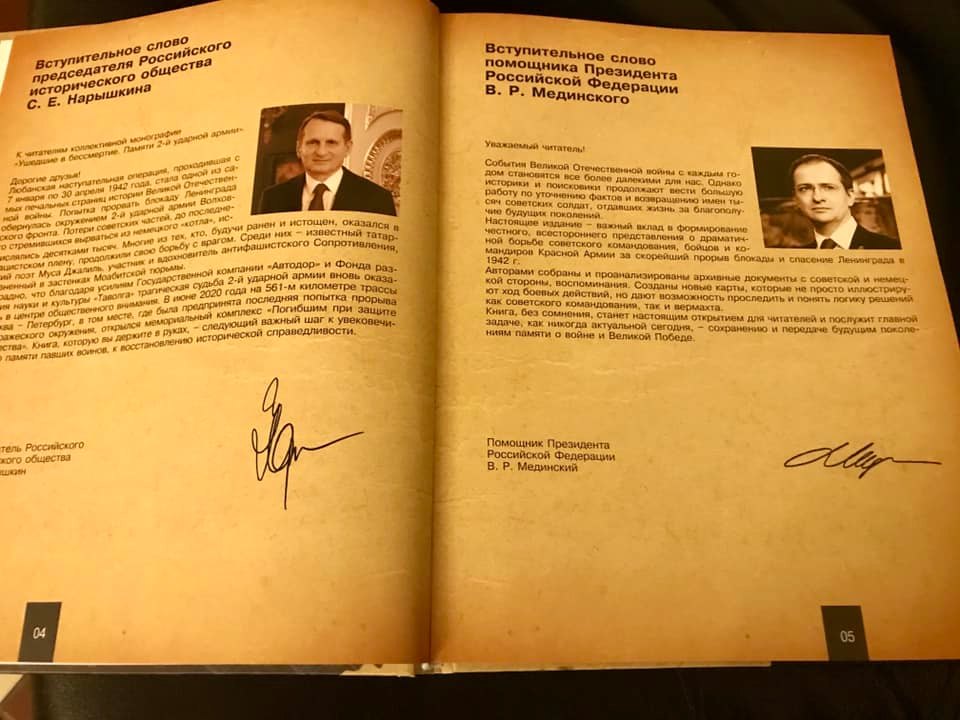 Вступительное слово
председателя Российского
исторического общества
С. Е. Нарышкина
К читателям коллективной монографии
«Ушедшие в бессмертие. Памяти 2-й ударной армии»
Дорогие друзья!
Любанская наступательная операция, проходившая с
7 января по 30 апреля 1942 года, стала одной из са-
мых печальных страниц истории Великой Отечествен-
ной войны. Попытка прорвать блокаду Ленинграда
обернулась окружением 2-й ударной армии Волхов-
ского фронта. Потери советских частей, до последне-
го стремившихся вырваться из немецкого «котла», ис-
числялись десятками тысяч. Многие из тех, кто, будучи ранен и истощен, оказался в
ашистском плену, продолжили свою борьбу с врагом. Среди них – известный татар-
ий поэт Муса Джалиль, участник и вдохновитель антифашистского Сопротивления,
зненный в застенках Моабитской тюрьмы.
радно, что благодаря усилиям Государственной компании «Автодор» и Фонда раз-
ия науки и культуры «Таволга» трагическая судьба 2-й ударной армии вновь оказа-
ь в центре общественного внимания. В июне 2020 года на 561-м километре трассы
ква – Петербург, в том месте, где была предпринята последняя попытка прорыва
ражеского окружения, открылся мемориальный комплекс «Погибшим при защите
ества». Книга, которую вы держите в руках, – следующий важный шаг к увековечи-
ю памяти павших воинов, к восстановлению исторической справедливости.
тель Российского
ского общества
ышкин
04
Вступительное слово
помощника Президента
Российской Федерации
В. Р. Мединского
Уважаемый читатель!
События Великой Отечественной войны с каждым го-
дом становятся все более далекими для нас. Однако
историки и поисковики продолжают вести большую
работу по уточнению фактов и возвращению имен ты-
сяч советских солдат, отдавших жизнь за благополу-
чие будущих поколений.
Настоящее издание – важный вклад в формирование
честного, всестороннего представления о драматич-
ной борьбе советского командования, бойцов и ко-
мандиров Красной Армии за скорейший прорыв блокады и спасение Ленинграда в
1942 г.
Авторами собраны и проанализированы архивные документы с советской и немец-
кой стороны, воспоминания. Созданы новые карты, которые не просто иллюстриру-
ют ход боевых действий, но дают возможность проследить и понять логику решений
как советского командования, так и вермахта.
Книга, без сомнения, станет настоящим открытием для читателей и послужит главной
задаче, как никогда актуальной сегодня, – сохранению и передаче будущим поколе-
ниям памяти о войне и Великой Победе.
Помощник Президента
Российской Федерации
В. Р. Мединский
05